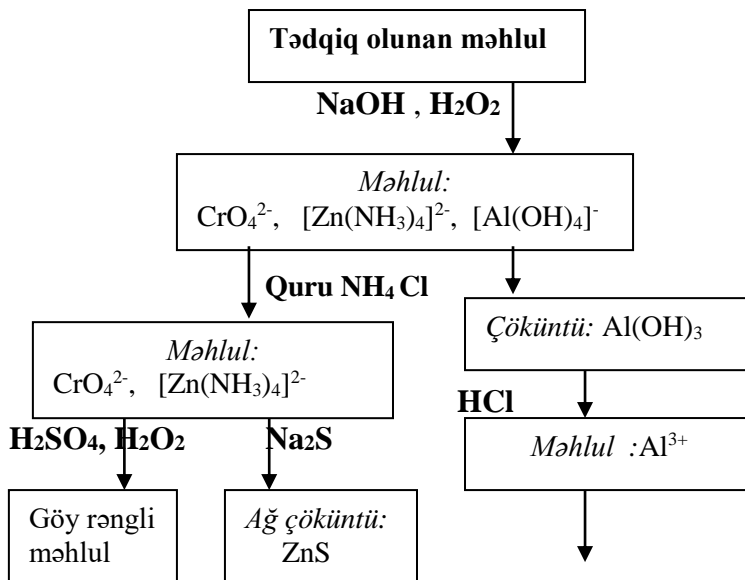 Tədqiq olunan məhlul
NaOH , H₂O₂
Məhlul:
CrO₄²⁻, [Zn(NH₃)₄]²⁻, [Al(OH)₄]⁻
Quru NH₄ Cl
Çöküntü: Al(OH)₃
Məhlul:
CrO₄²⁻, [Zn(NH₃)₄]²⁻
HCl
H₂SO₄, H₂O₂
Na₂S
Məhlul :Al³⁺
Göy rəngli
məhlul
Ağ çöküntü:
ZnS